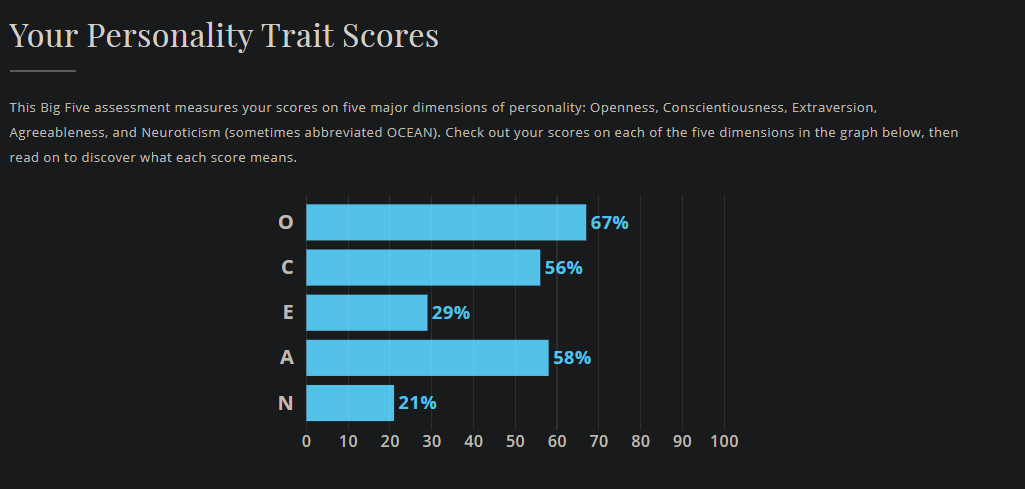 Your Personality Trait Scores
This Big Five assessment measures your scores on five major dimensions of personality: Openness, Conscientiousness, Extraversion,
Agreeableness, and Neuroticism (sometimes abbreviated OCEAN). Check out your scores on each of the five dimensions in the graph below, then
read on to discover what each score means.
O 67%
C 56%
E 29%
A 58%
N 21%
0 10 20 30 40 50 60 70 80 90 100